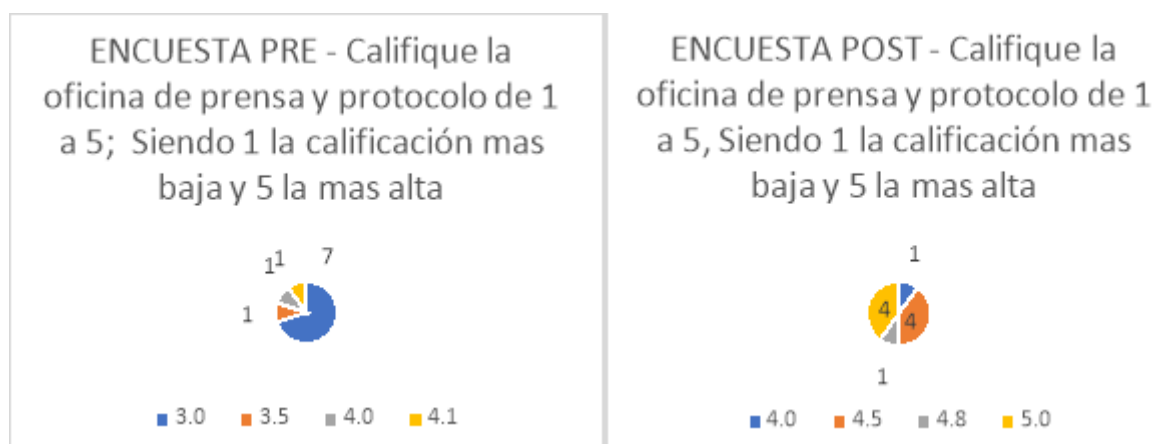 ENCUESTA PRE - Califique la
oficina de prensa y protocolo de 1
a 5;  Siendo 1 la calificación mas
baja y 5 la mas alta
1 1 7
1
3.0 3.5 4.0 4.1
ENCUESTA POST - Califique la
oficina de prensa y protocolo de 1
a 5, Siendo 1 la calificación mas
baja y 5 la mas alta
1
4 4
1
4.0 4.5 4.8 5.0